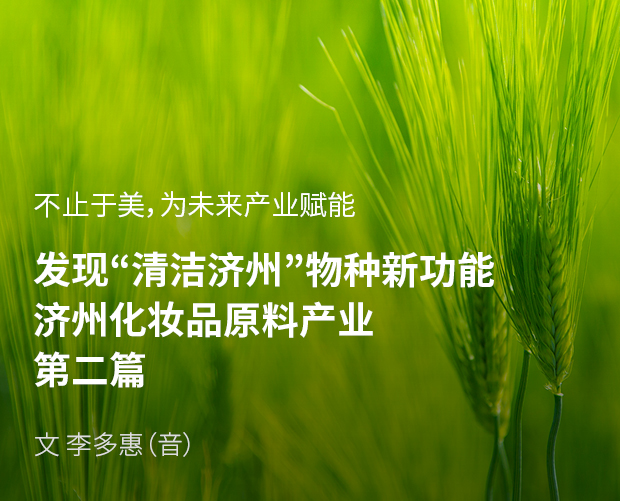 不止于美，为未来产业赋能
发现“清洁济州”物种新功能
济州化妆品原料产业
第二篇
文 李多惠（音）